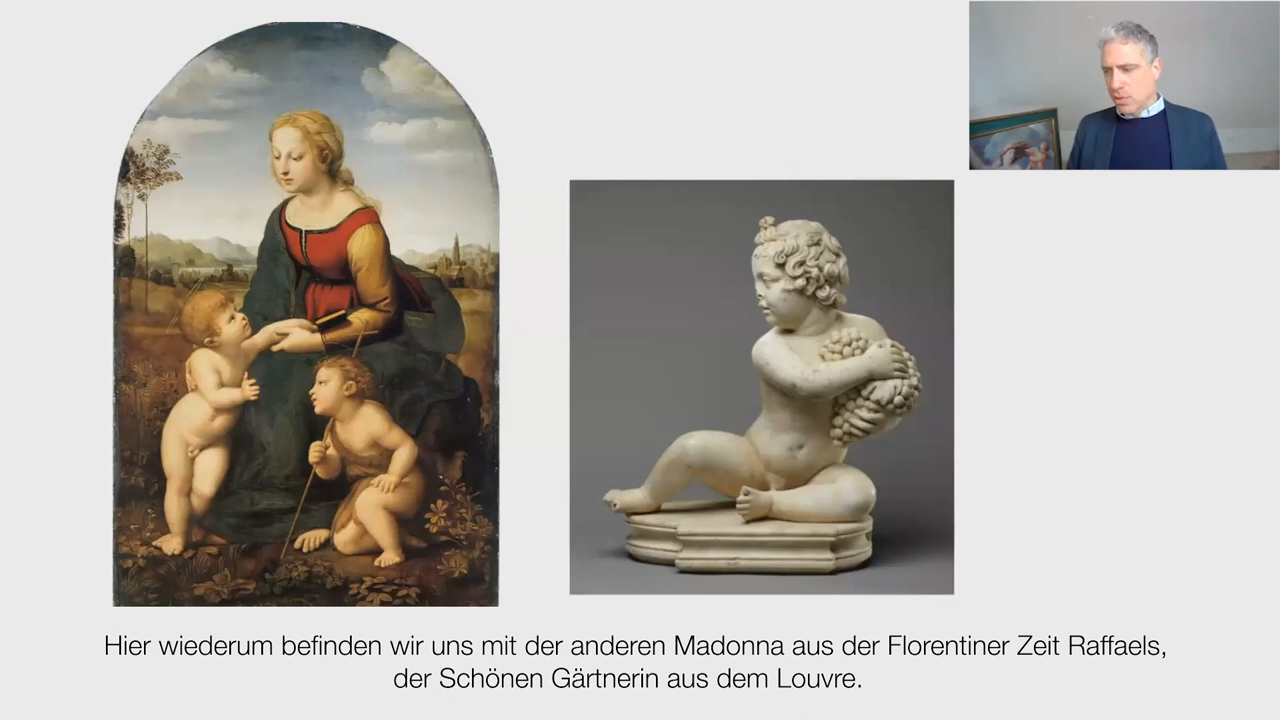 Hier wiederum befinden wir uns mit der anderen Madonna aus der Florentiner Zeit Raffaels,
der Schönen Gärtnerin aus dem Louvre.